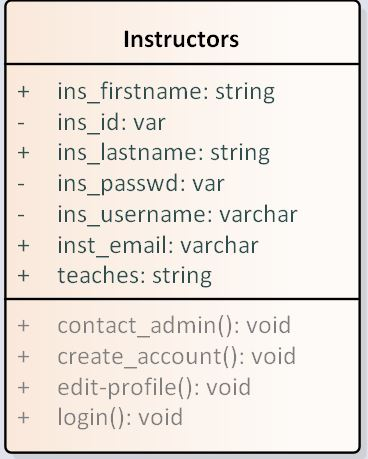 Instructors
+ ins_firstname: string
- ins_id: var
+ ins_lastname: string
- ins_passwd: var
- ins_username: varchar
+ inst_email: varchar
+ teaches: string
+ contact_admin(): void
+ create_account(): void
+ edit-profile(): void
+ login(): void